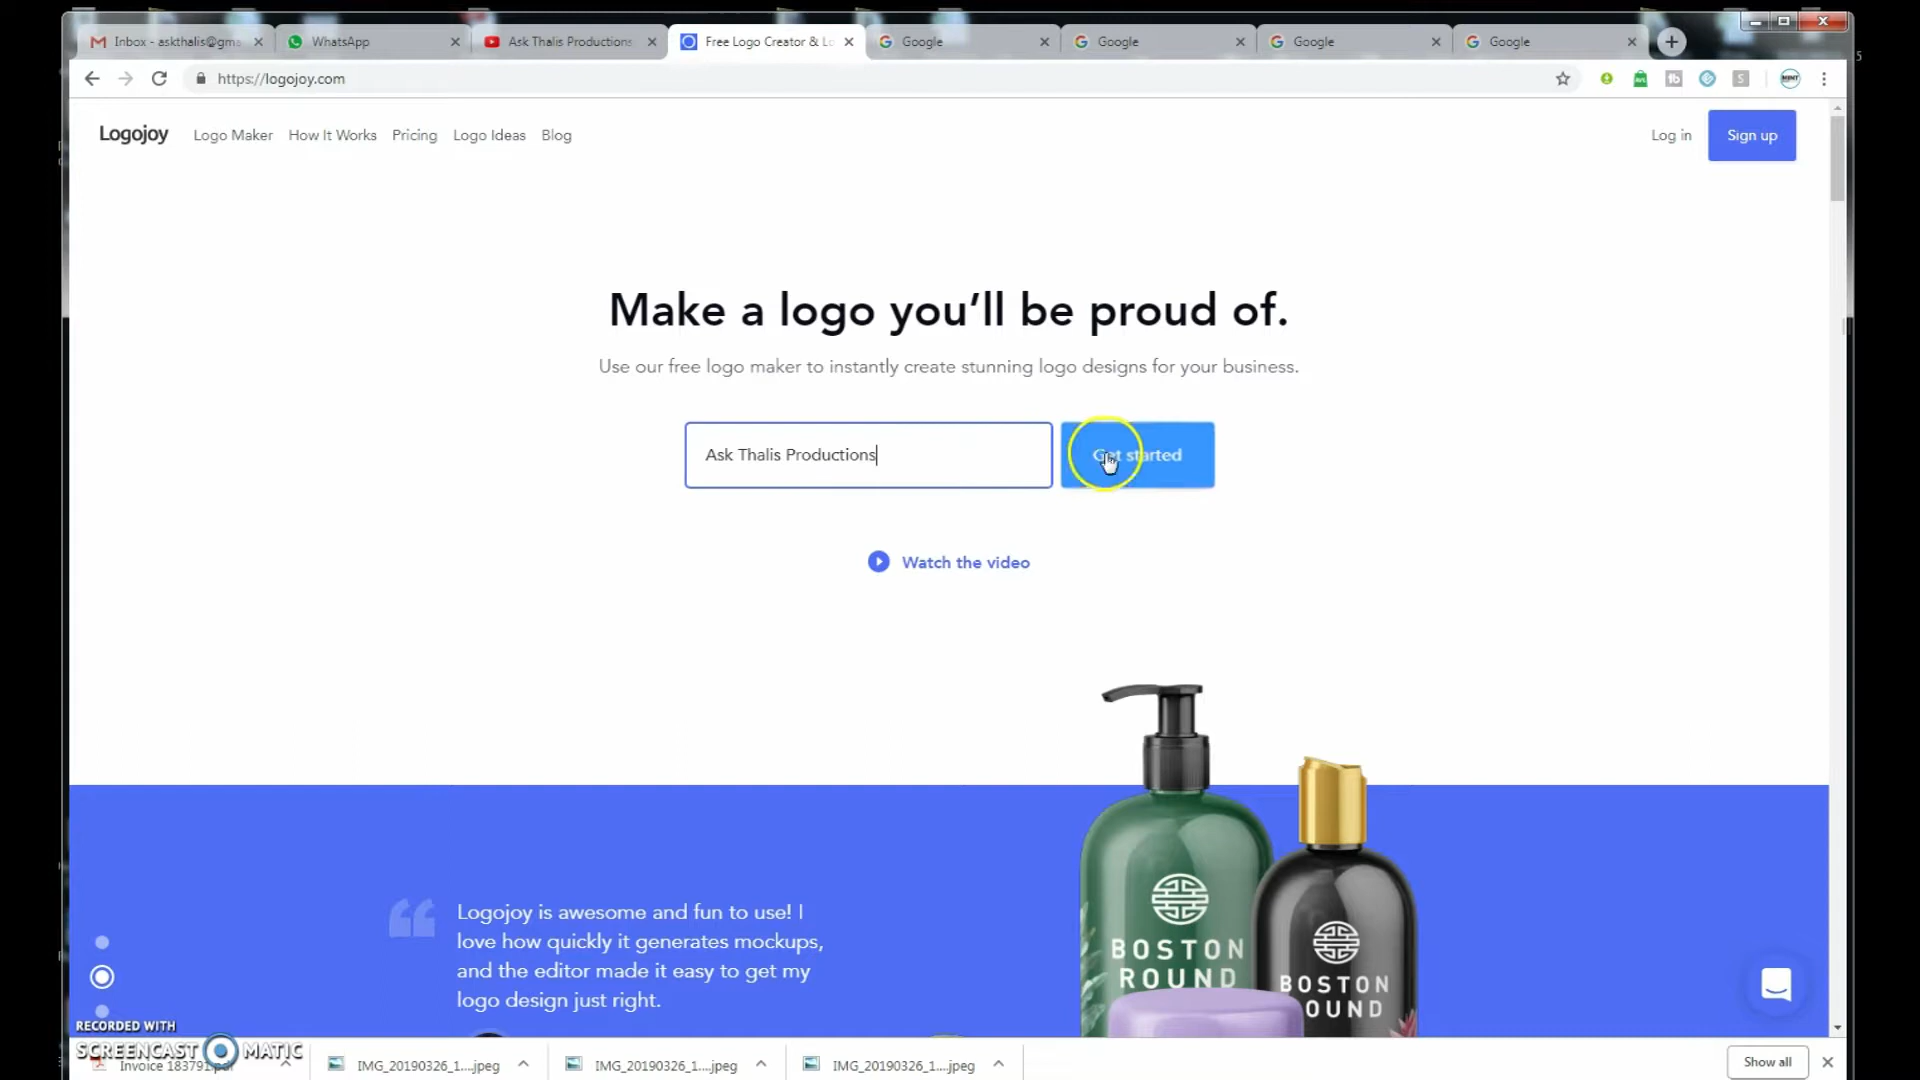 Inbox - askthalis@gma
WhatsApp
Ask Thalis Productions
Free Logo Creator & Lo
Google
Google
Google
Google
https://logojoy.com
Logojoy
Logo Maker
How It Works
Pricing
Logo Ideas
Blog
Log in
Sign up
Make a logo you'll be proud of.
Use our free logo maker to instantly create stunning logo designs for your business.
Ask Thalis Productions
Get started
Watch the video
Logojoy is awesome and fun to use! I
love how quickly it generates mockups,
and the editor made it easy to get my
logo design just right.
BOSTON
ROUND
BOSTON
ROUND
RECORDED WITH
SCREENCAST MATIC
Invoice 183791.pdf
IMG_20190326_1....jpeg
IMG_20190326_1....jpeg
IMG_20190326_1....jpeg
Show all